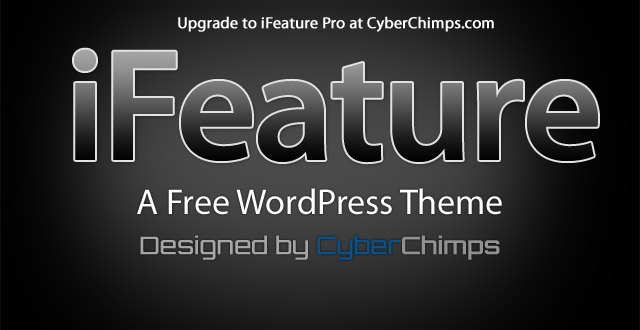 Upgrade to iFeature Pro at CyberChimps.com
iFeature
A Free WordPress Theme
Designed by CyberChimps